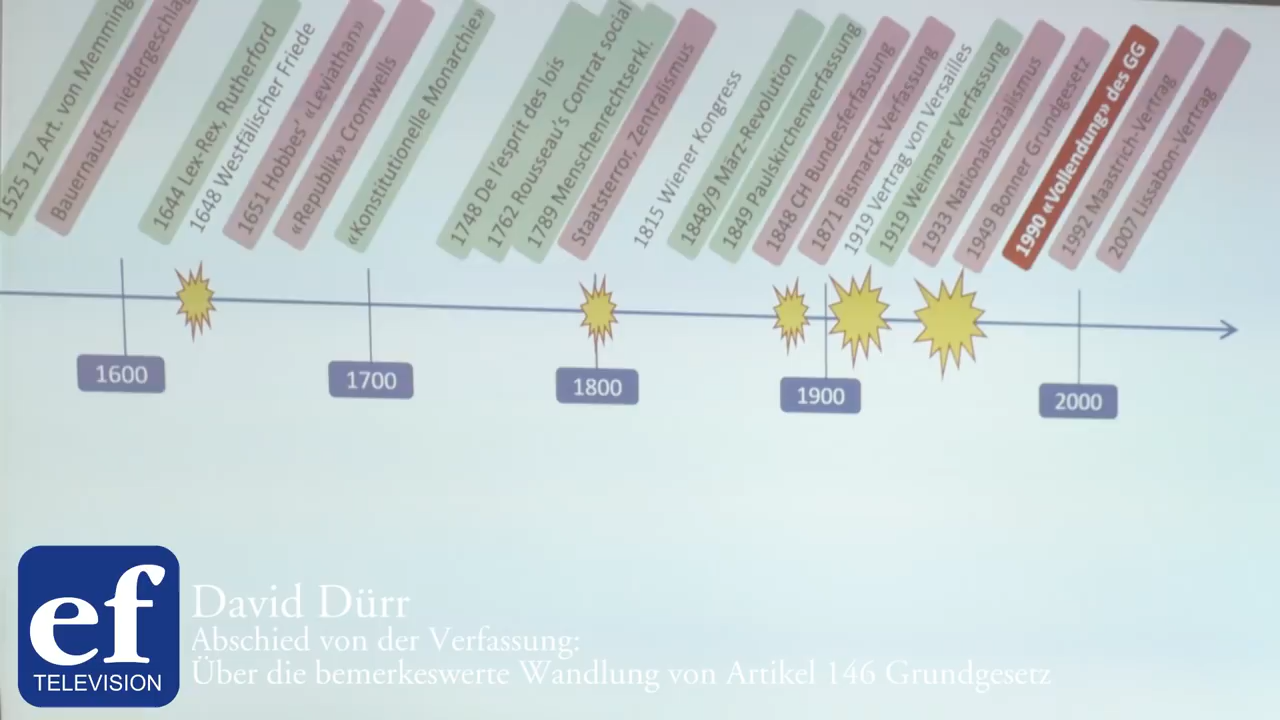 1525 12 Art. von Memming
Bauernaufst. niedergeschlag
1644 Lex-Rex, Rutherford
1648 Westfälischer Friede
1651 Hobbes' «Leviathan»
«Republik» Cromwells
«Konstitutionelle Monarchie»
1748 De l'esprit des lois
1762 Rousseau's Contrat social
1789 Menschenrechtserkl.
Staatsterror, Zentralismus
1815 Wiener Kongress
1848/9 März-Revolution
1849 Paulskirchenverfassung
1848 CH Bundesferfassung
1871 Bismarck-Verfassung
1919 Vertrag von Versailles
1919 Weimarer Verfassung
1933 Nationalsozialismus
1949 Bonner Grundgesetz
1990 «Vollendung» des GG
1992 Maastrich-Vertrag
2007 Lissabon-Vertrag
1600
1700
1800
1900
2000
ef
TELEVISION
David Dürr
Abschied von der Verfassung:
Über die bemerkeswerte Wandlung von Artikel 146 Grundgesetz